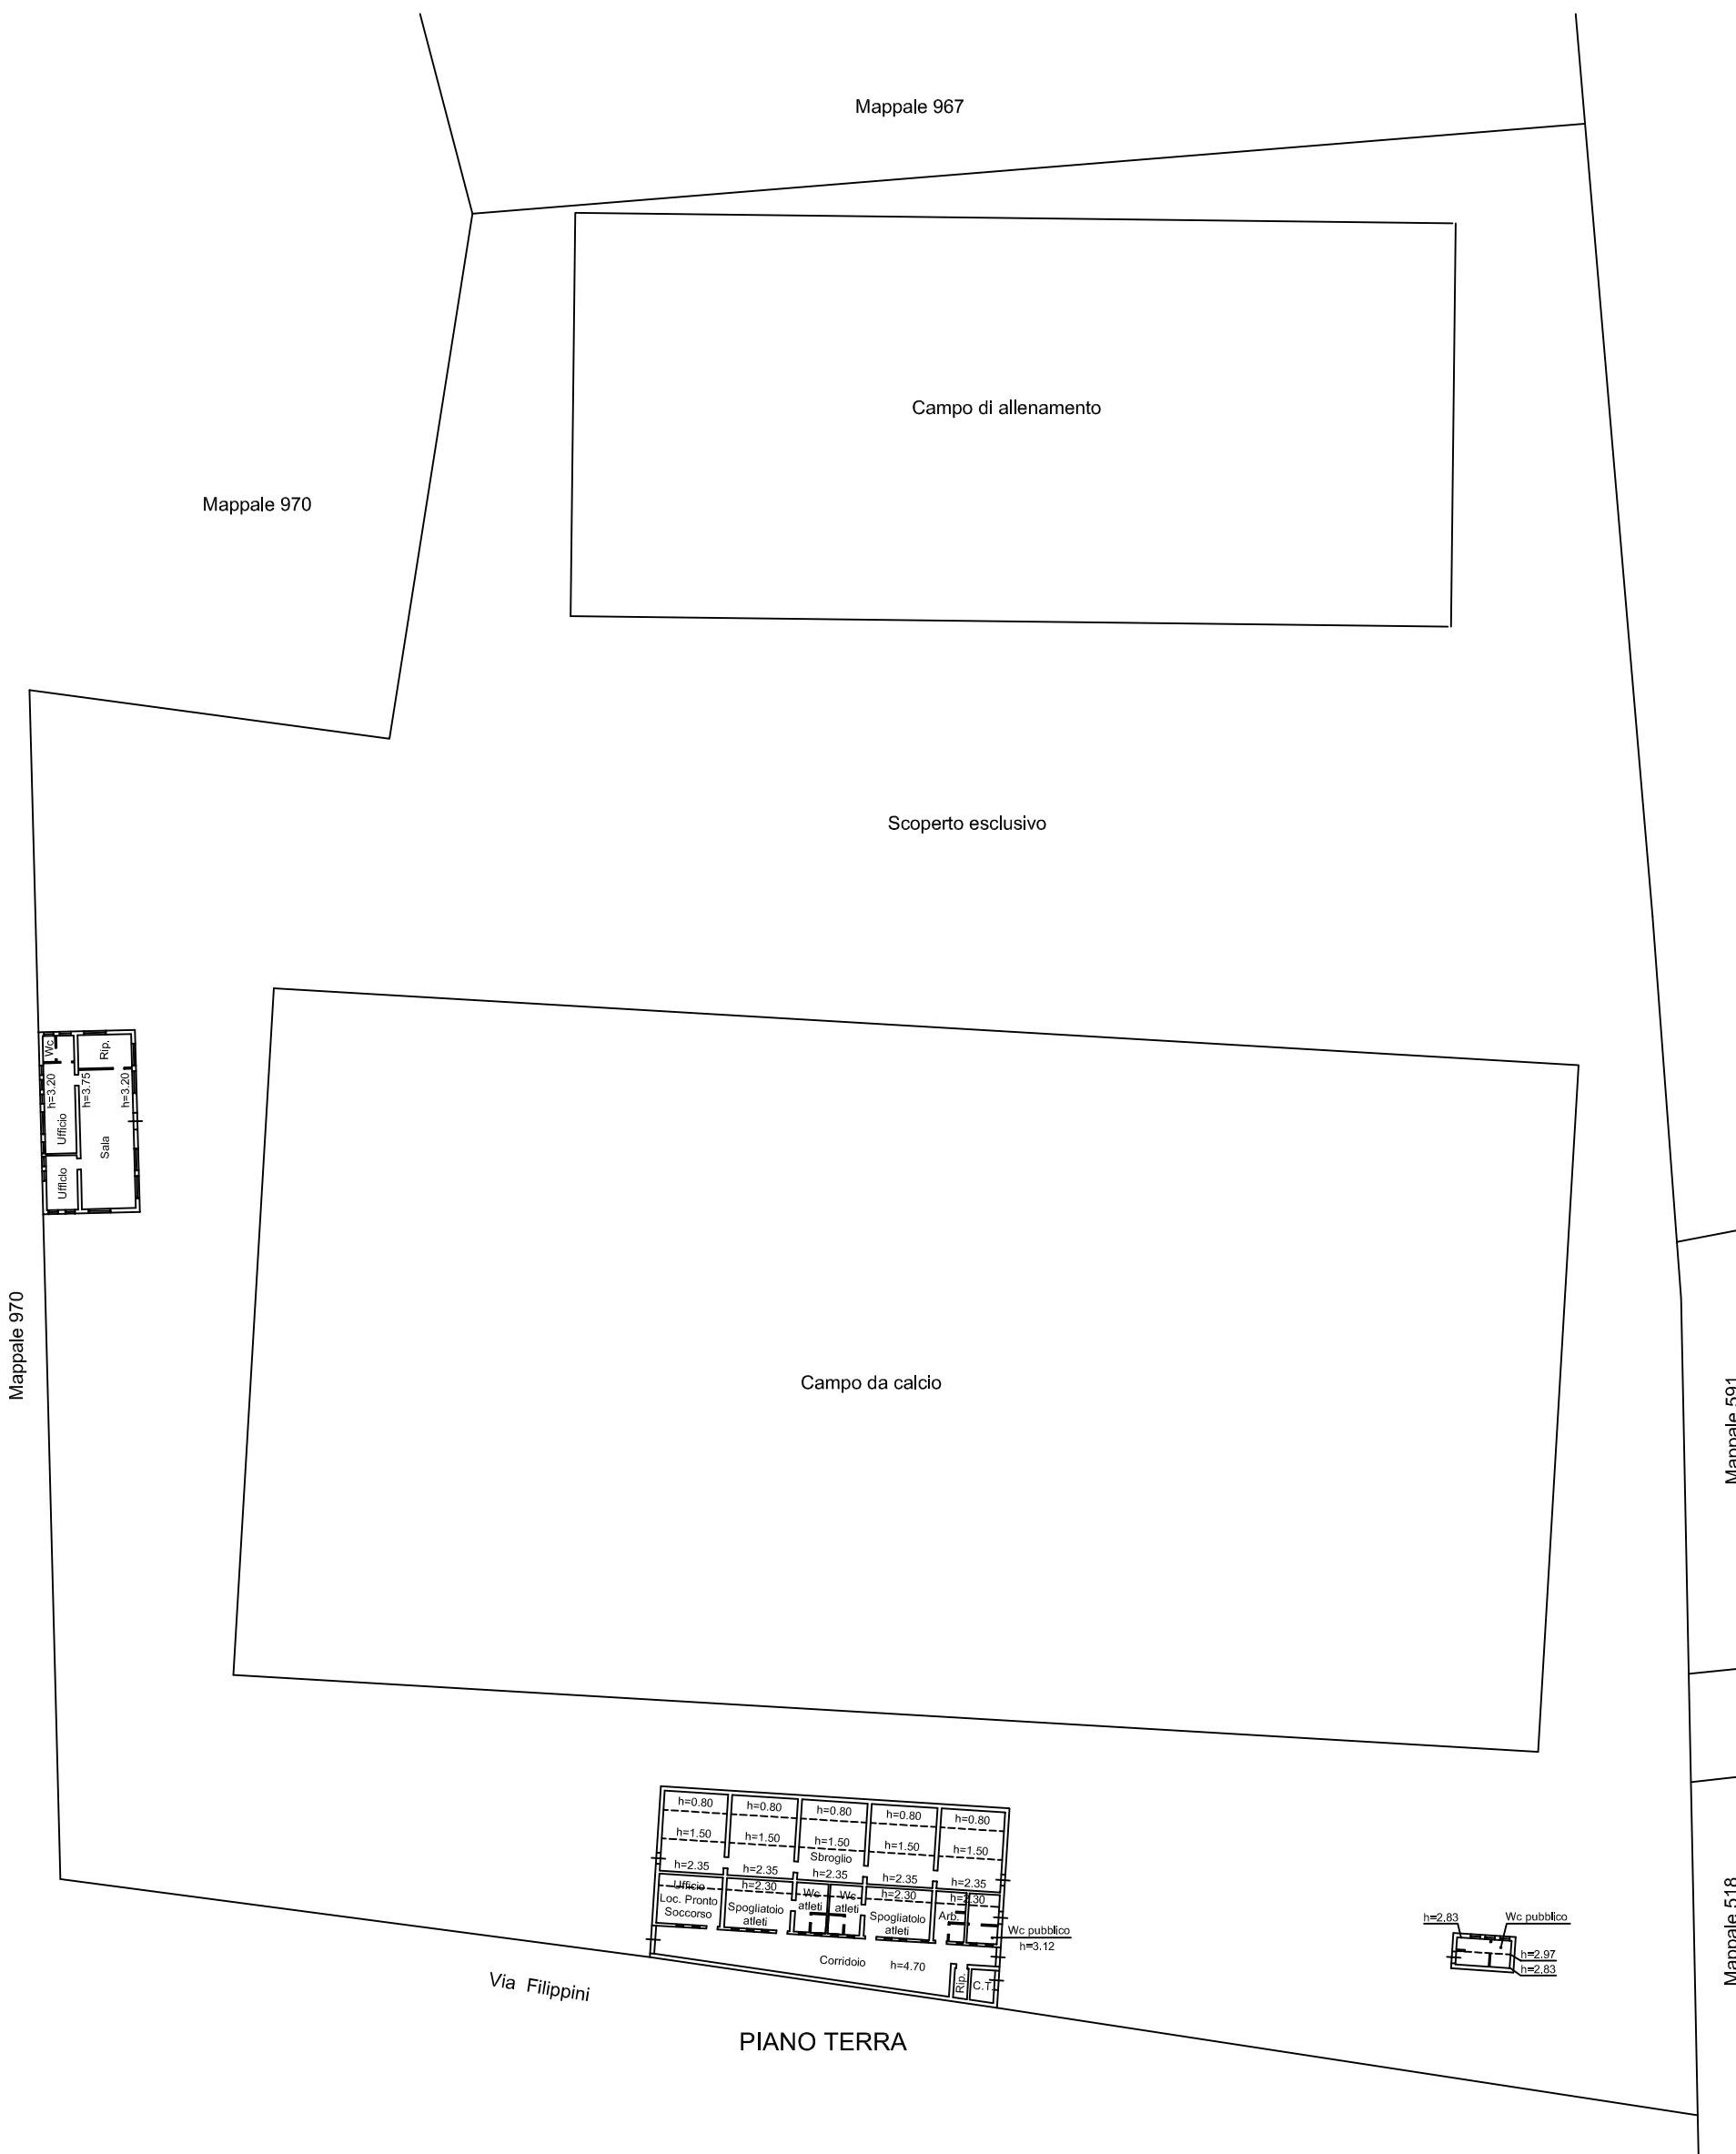 Mappale 967
Campo di allenamento
Mappale 970
Scoperto esclusivo
Wc
Rip.
h=3.20
h=3.75
h=3.20
Ufficio
Sala
Ufficio
Mappale 970
Campo da calcio
Mappale 591
h=0.80
h=0.80
h=0.80
h=0.80
h=0.80
h=1.50
h=1.50
h=1.50
h=1.50
h=1.50
Sbroglio
h=2.35
h=2.35
h=2.35
h=2.35
h=2.35
Ufficio
Loc. Pronto
Soccorso
h=2.30
Spogliatoio
atleti
Wc
atleti
Wc
atleti
h=2.30
Spogliatoio
atleti
h=2.30
Arb.
Wc pubblico
h=3.12
Corridoio
h=4.70
Rip.
C.T.
h=2,83
Wc pubblico
h=2.97
h=2,83
Mappale 518
Via Filippini
PIANO TERRA